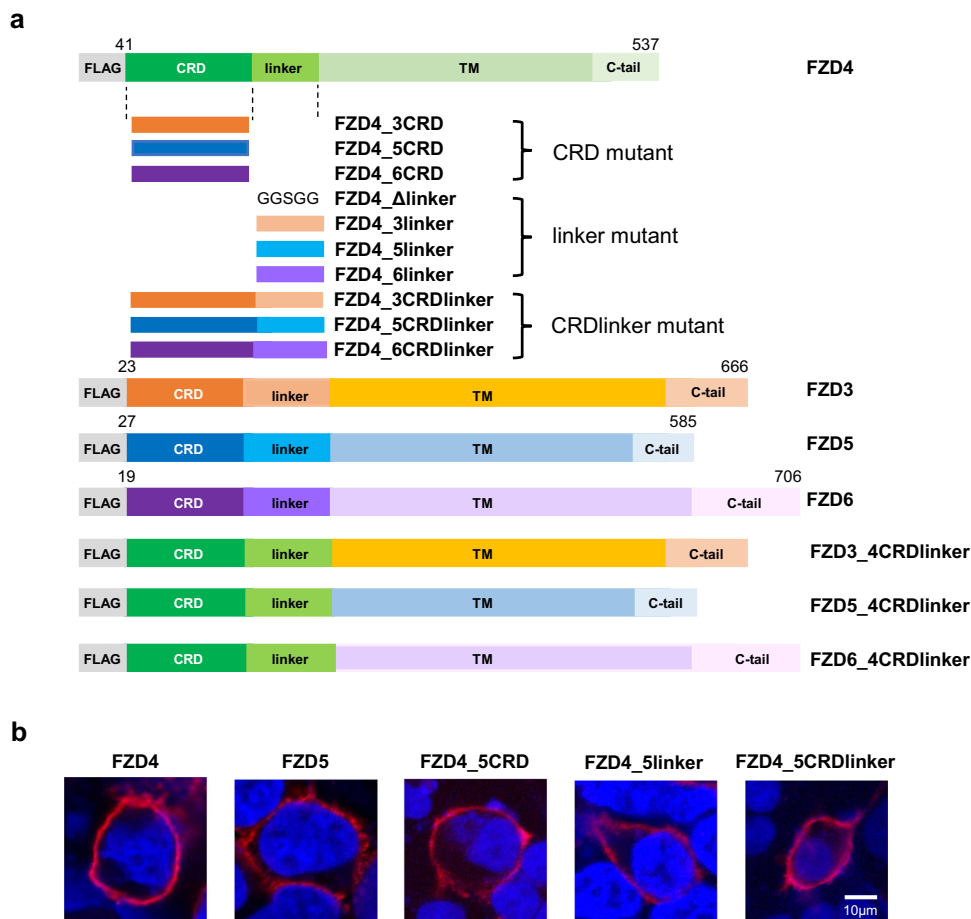 a
41 537
FLAG CRD linker TM C-tail FZD4
FZD4_3CRD
FZD4_5CRD
FZD4_6CRD
CRD mutant
GGSGG FZD4_Δlinker
FZD4_3linker
FZD4_5linker
FZD4_6linker
linker mutant
FZD4_3CRDlinker
FZD4_5CRDlinker
FZD4_6CRDlinker
CRDlinker mutant
23 666
FLAG CRD linker TM C-tail FZD3
27 585
FLAG CRD linker TM C-tail FZD5
19 706
FLAG CRD linker TM C-tail FZD6
FLAG CRD linker TM C-tail FZD3_4CRDlinker
FLAG CRD linker TM C-tail FZD5_4CRDlinker
FLAG CRD linker TM C-tail FZD6_4CRDlinker
b
FZD4 FZD5 FZD4_5CRD FZD4_5linker FZD4_5CRDlinker
10μm